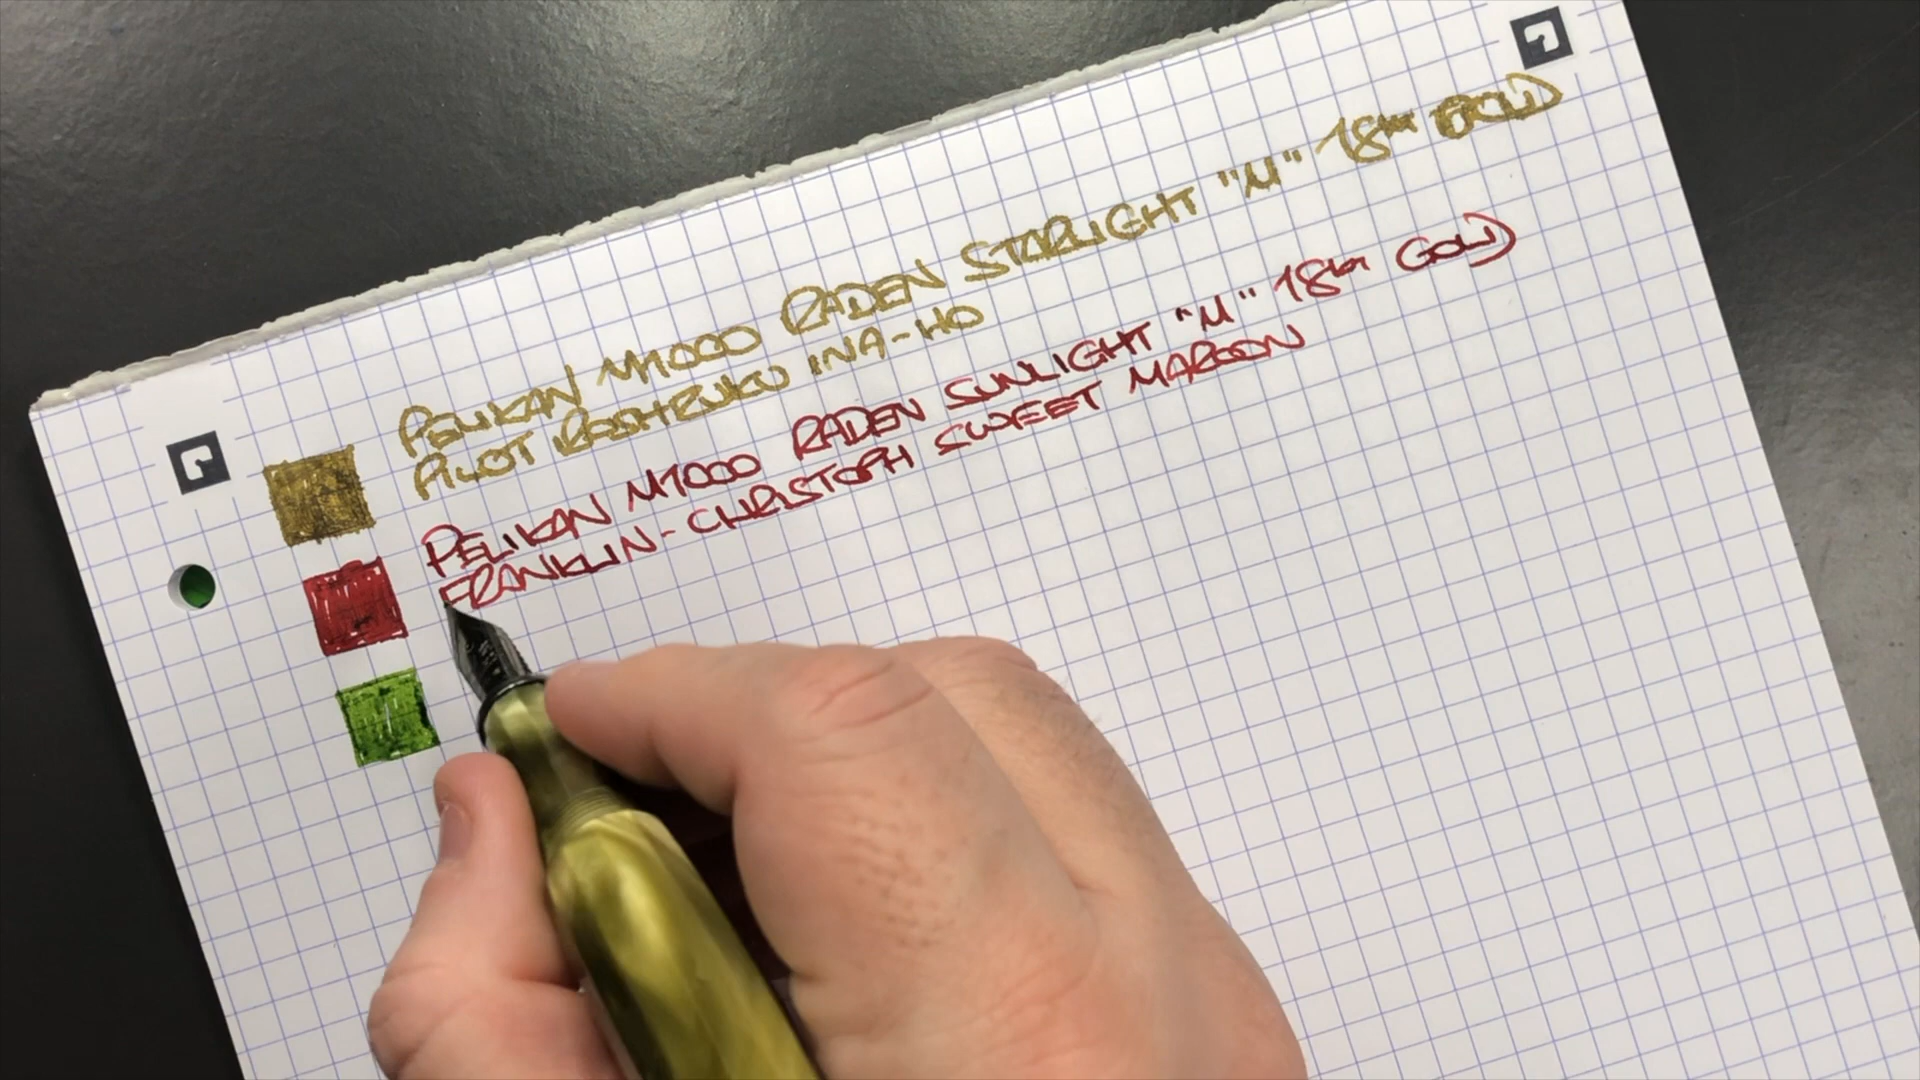 PELIKAN M1000 RADEN STARLIGHT "M" 18kt GOLD
PILOT IROSHIZUKU INA-HO
PELIKAN M1000 RADEN SUNLIGHT "M" 18kt GOLD
FRANKLIN-CHRISTOPH SWEET MAROON